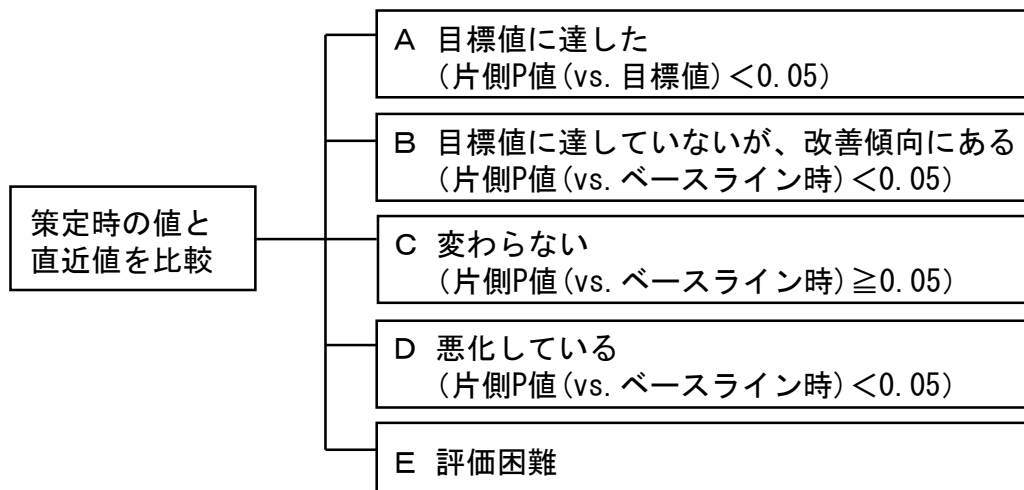 策定時の値と
直近値を比較
A 目標値に達した
(片側P値(vs.目標値)<0.05)
B 目標値に達していないが、改善傾向にある
(片側P値(vs.ベースライン時)<0.05)
C 変わらない
(片側P値(vs.ベースライン時)≧0.05)
D 悪化している
(片側P値(vs.ベースライン時)<0.05)
E 評価困難